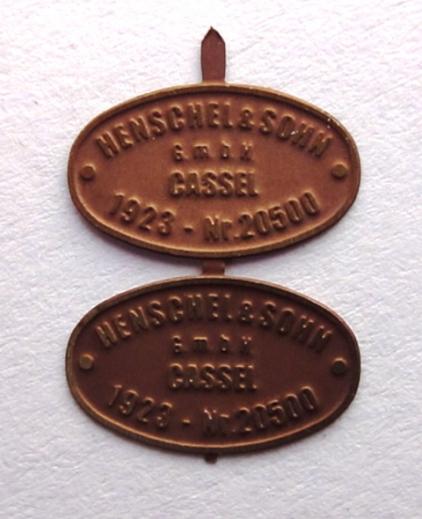 HENSCHEL & SOHN
G m b H
CASSEL
1923 - Nr. 20500
HENSCHEL & SOHN
G m b H
CASSEL
1923 - Nr. 20500